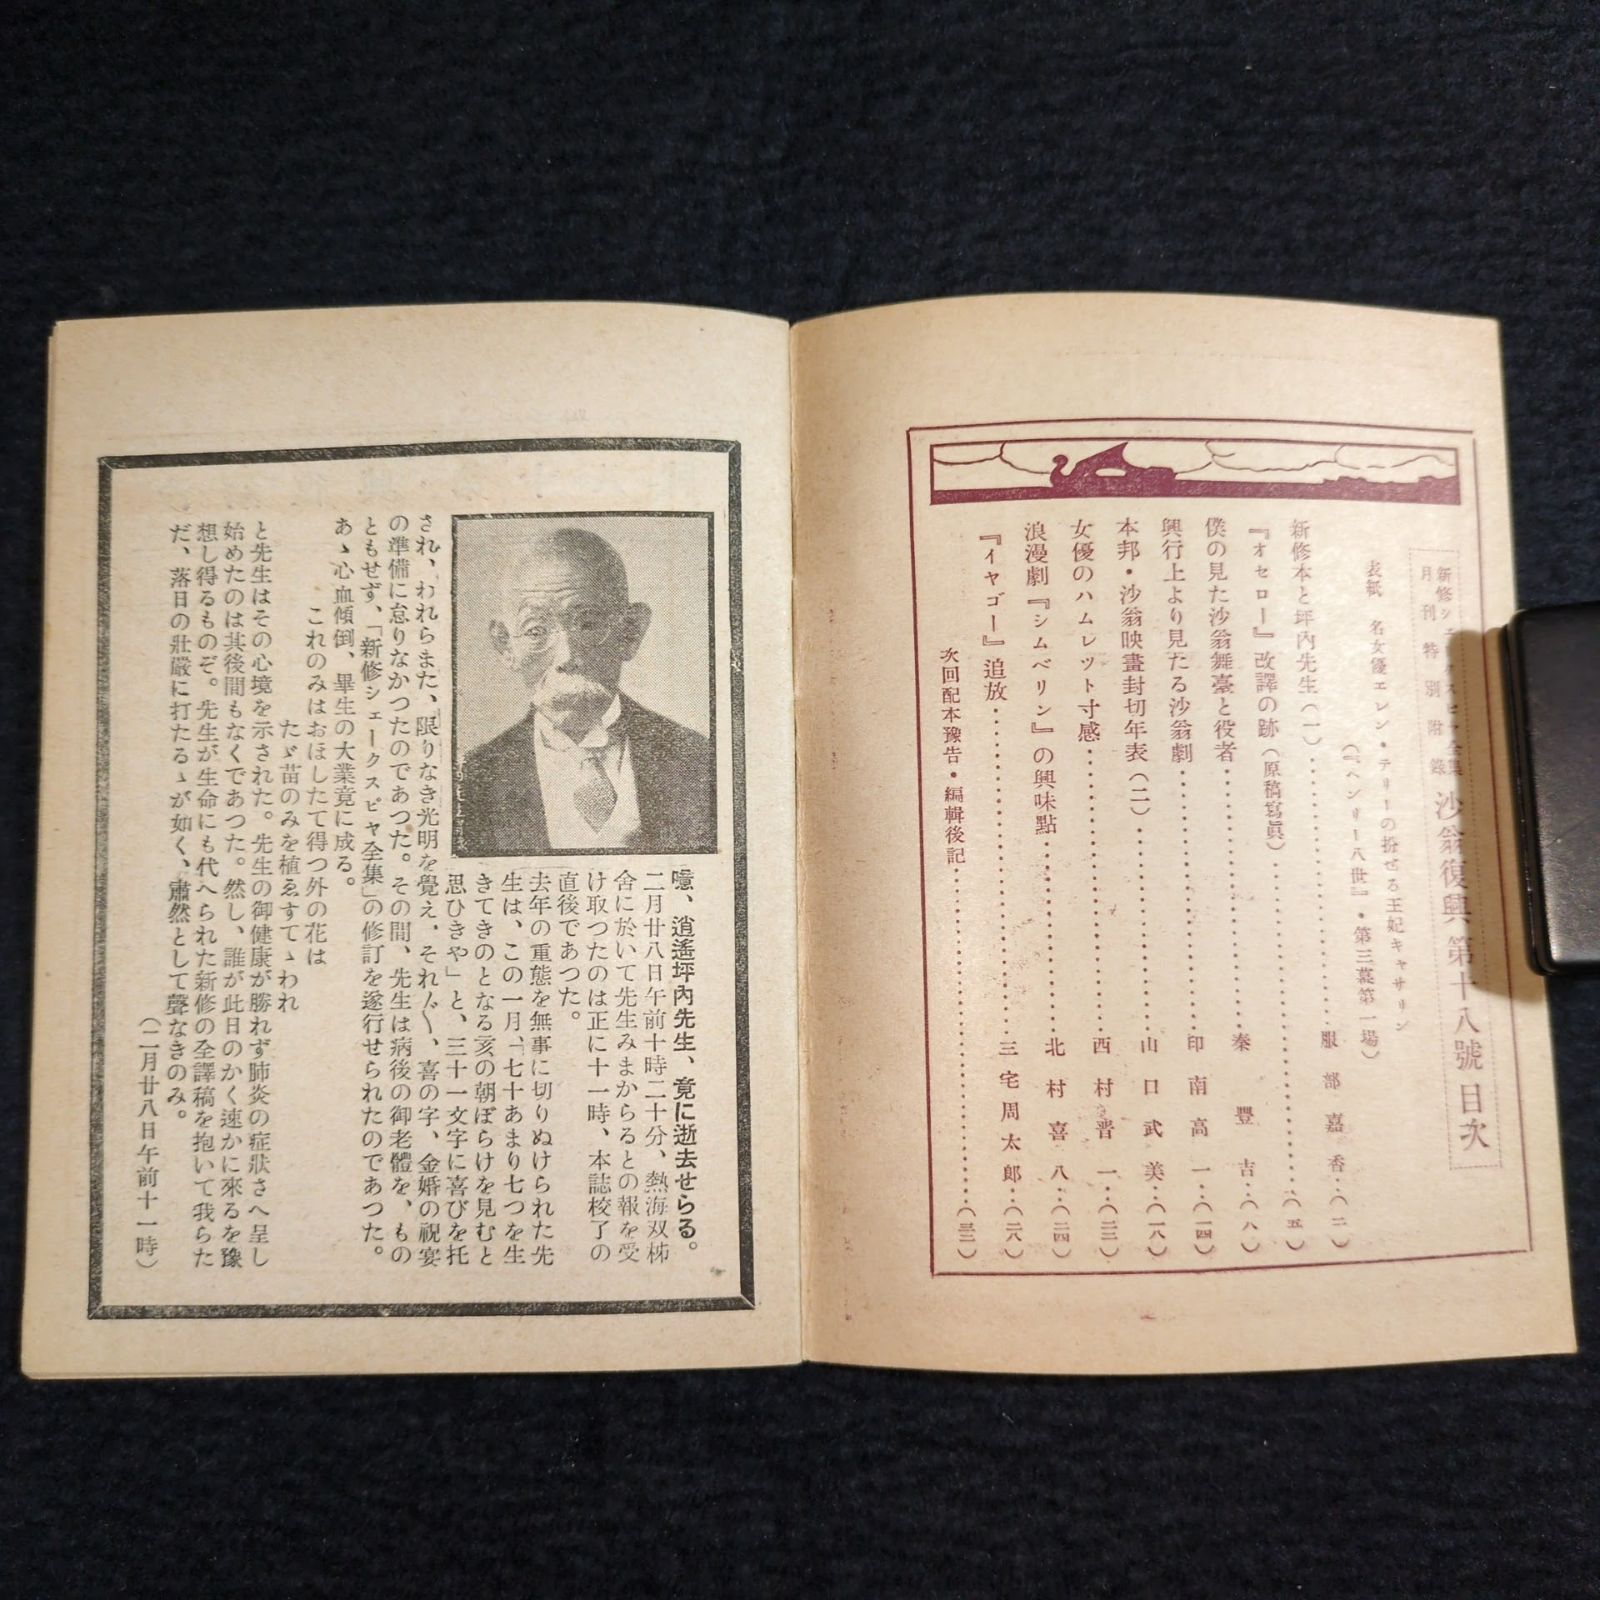 新修シェークスピヤ全集
月刊特別附錄
沙翁復興 第十八號 目次
表紙 名女優エレン・テリーの扮せる王妃キャサリン
(『ヘンリー八世』・第三幕第一場)
新修本と坪內先生(一)‥‥服部嘉香‥(二)
『オセロー』改譯の跡(原稿寫眞)‥‥(五)
僕の見た沙翁舞臺と役者‥‥秦豐吉‥(八)
興行上より見たる沙翁劇‥‥印南高一‥(一四)
本邦・沙翁映畫封切年表(二)‥‥山口武美‥(一八)
女優のハムレット寸感‥‥西村晋一‥(二三)
浪漫劇『シムベリン』の興味點‥‥北村喜八‥(二四)
『イヤゴー』追放‥‥三宅周太郎‥(二八)
次回配本豫告・編輯後記‥‥(三二)
噫、逍遙坪內先生、竟に逝去せらる。
二月廿八日午前十時二十分、熱海双柹
舍に於いて先生みまからるとの報を受
け取つたのは正に十一時、本誌校了の
直後であつた。
去年の重態を無事に切りぬけられた先
生は、この一月、「七十あまり七つを生
きてきのとなる亥の朝ぼらけを見むと
思ひきや」と、三十一文字に喜びを托
され、われらまた、限りなき光明を覺え、それ〲、喜の字、金婚の祝宴
の準備に怠りなかつたのであつた。その間、先生は病後の御老體を、もの
ともせず、「新修シェークスピヤ全集」の修訂を遂行せられたのであつた。
あゝ心血傾倒、畢生の大業竟に成る。
これのみはおほしたて得つ外の花は
たゞ苗のみを植ゑすてゝわれ
と先生はその心境を示された。先生の御健康が勝れず肺炎の症狀さへ呈し
始めたのは其後間もなくであつた。然し、誰が此日のかく速かに來るを豫
想し得るものぞ。先生が生命にも代へられた新修の全譯稿を抱いて我らた
だ、落日の壯嚴に打たるゝが如く、肅然として聲なきのみ。
(二月廿八日午前十一時)